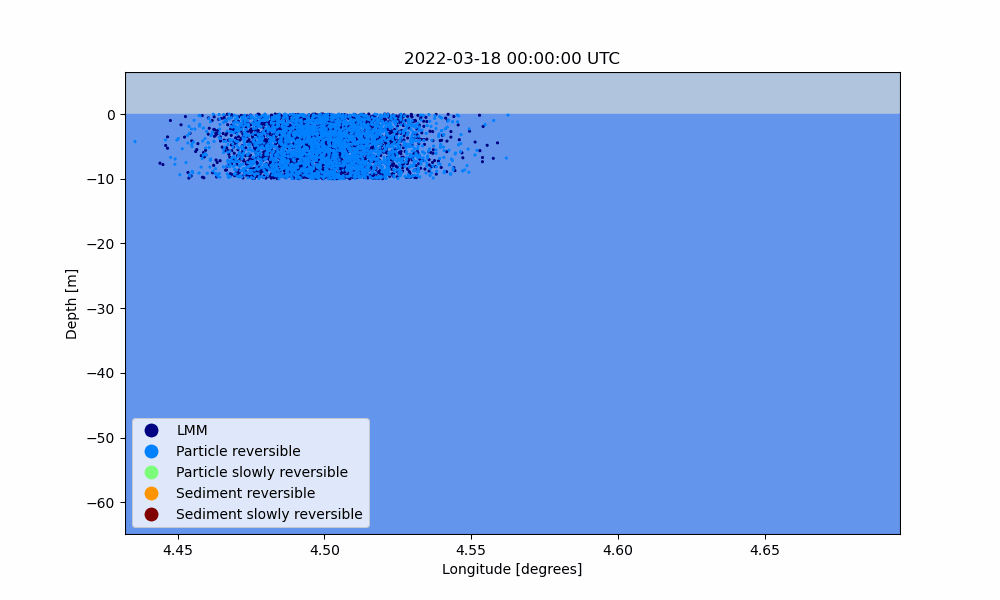 2022-03-18 00:00:00 UTC
0
−10
−20
−30
−40
−50
−60
Depth [m]
LMM
Particle reversible
Particle slowly reversible
Sediment reversible
Sediment slowly reversible
4.45 4.50 4.55 4.60 4.65
Longitude [degrees]